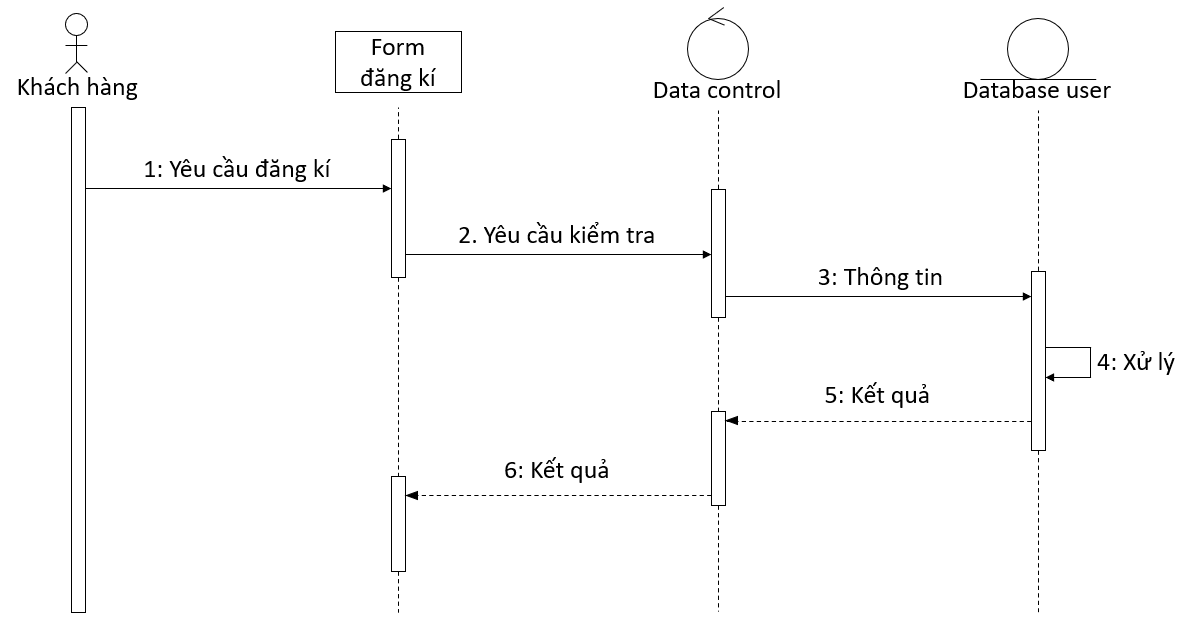 Khách hàng
Form
đăng kí
Data control
Database user
1: Yêu cầu đăng kí
2. Yêu cầu kiểm tra
3: Thông tin
4: Xử lý
5: Kết quả
6: Kết quả